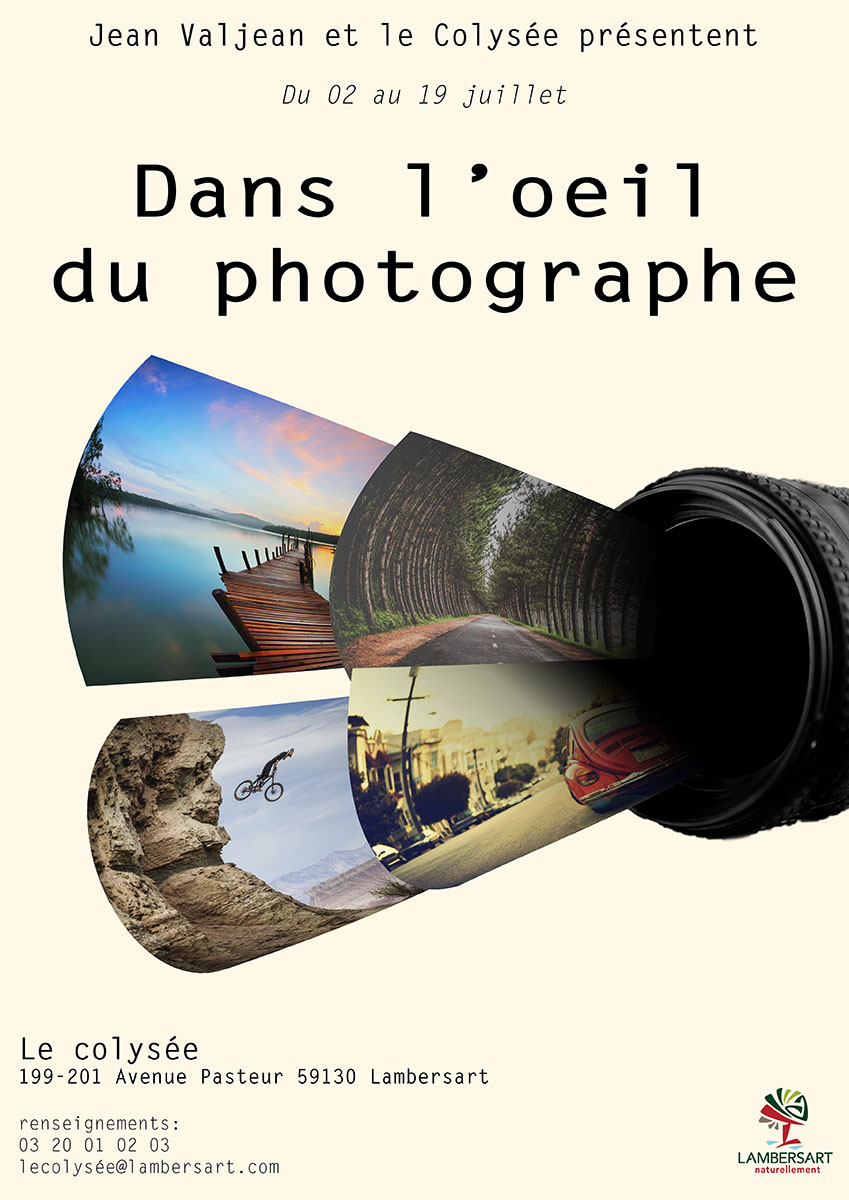 Jean Valjean et le Colysée présentent
Du 02 au 19 juillet
Dans l’oeil
du photographe
Le colysée
199-201 Avenue Pasteur 59130 Lambersart
renseignements:
03 20 01 02 03
lecolysée@lambersart.com
LAMBERSART
naturellement